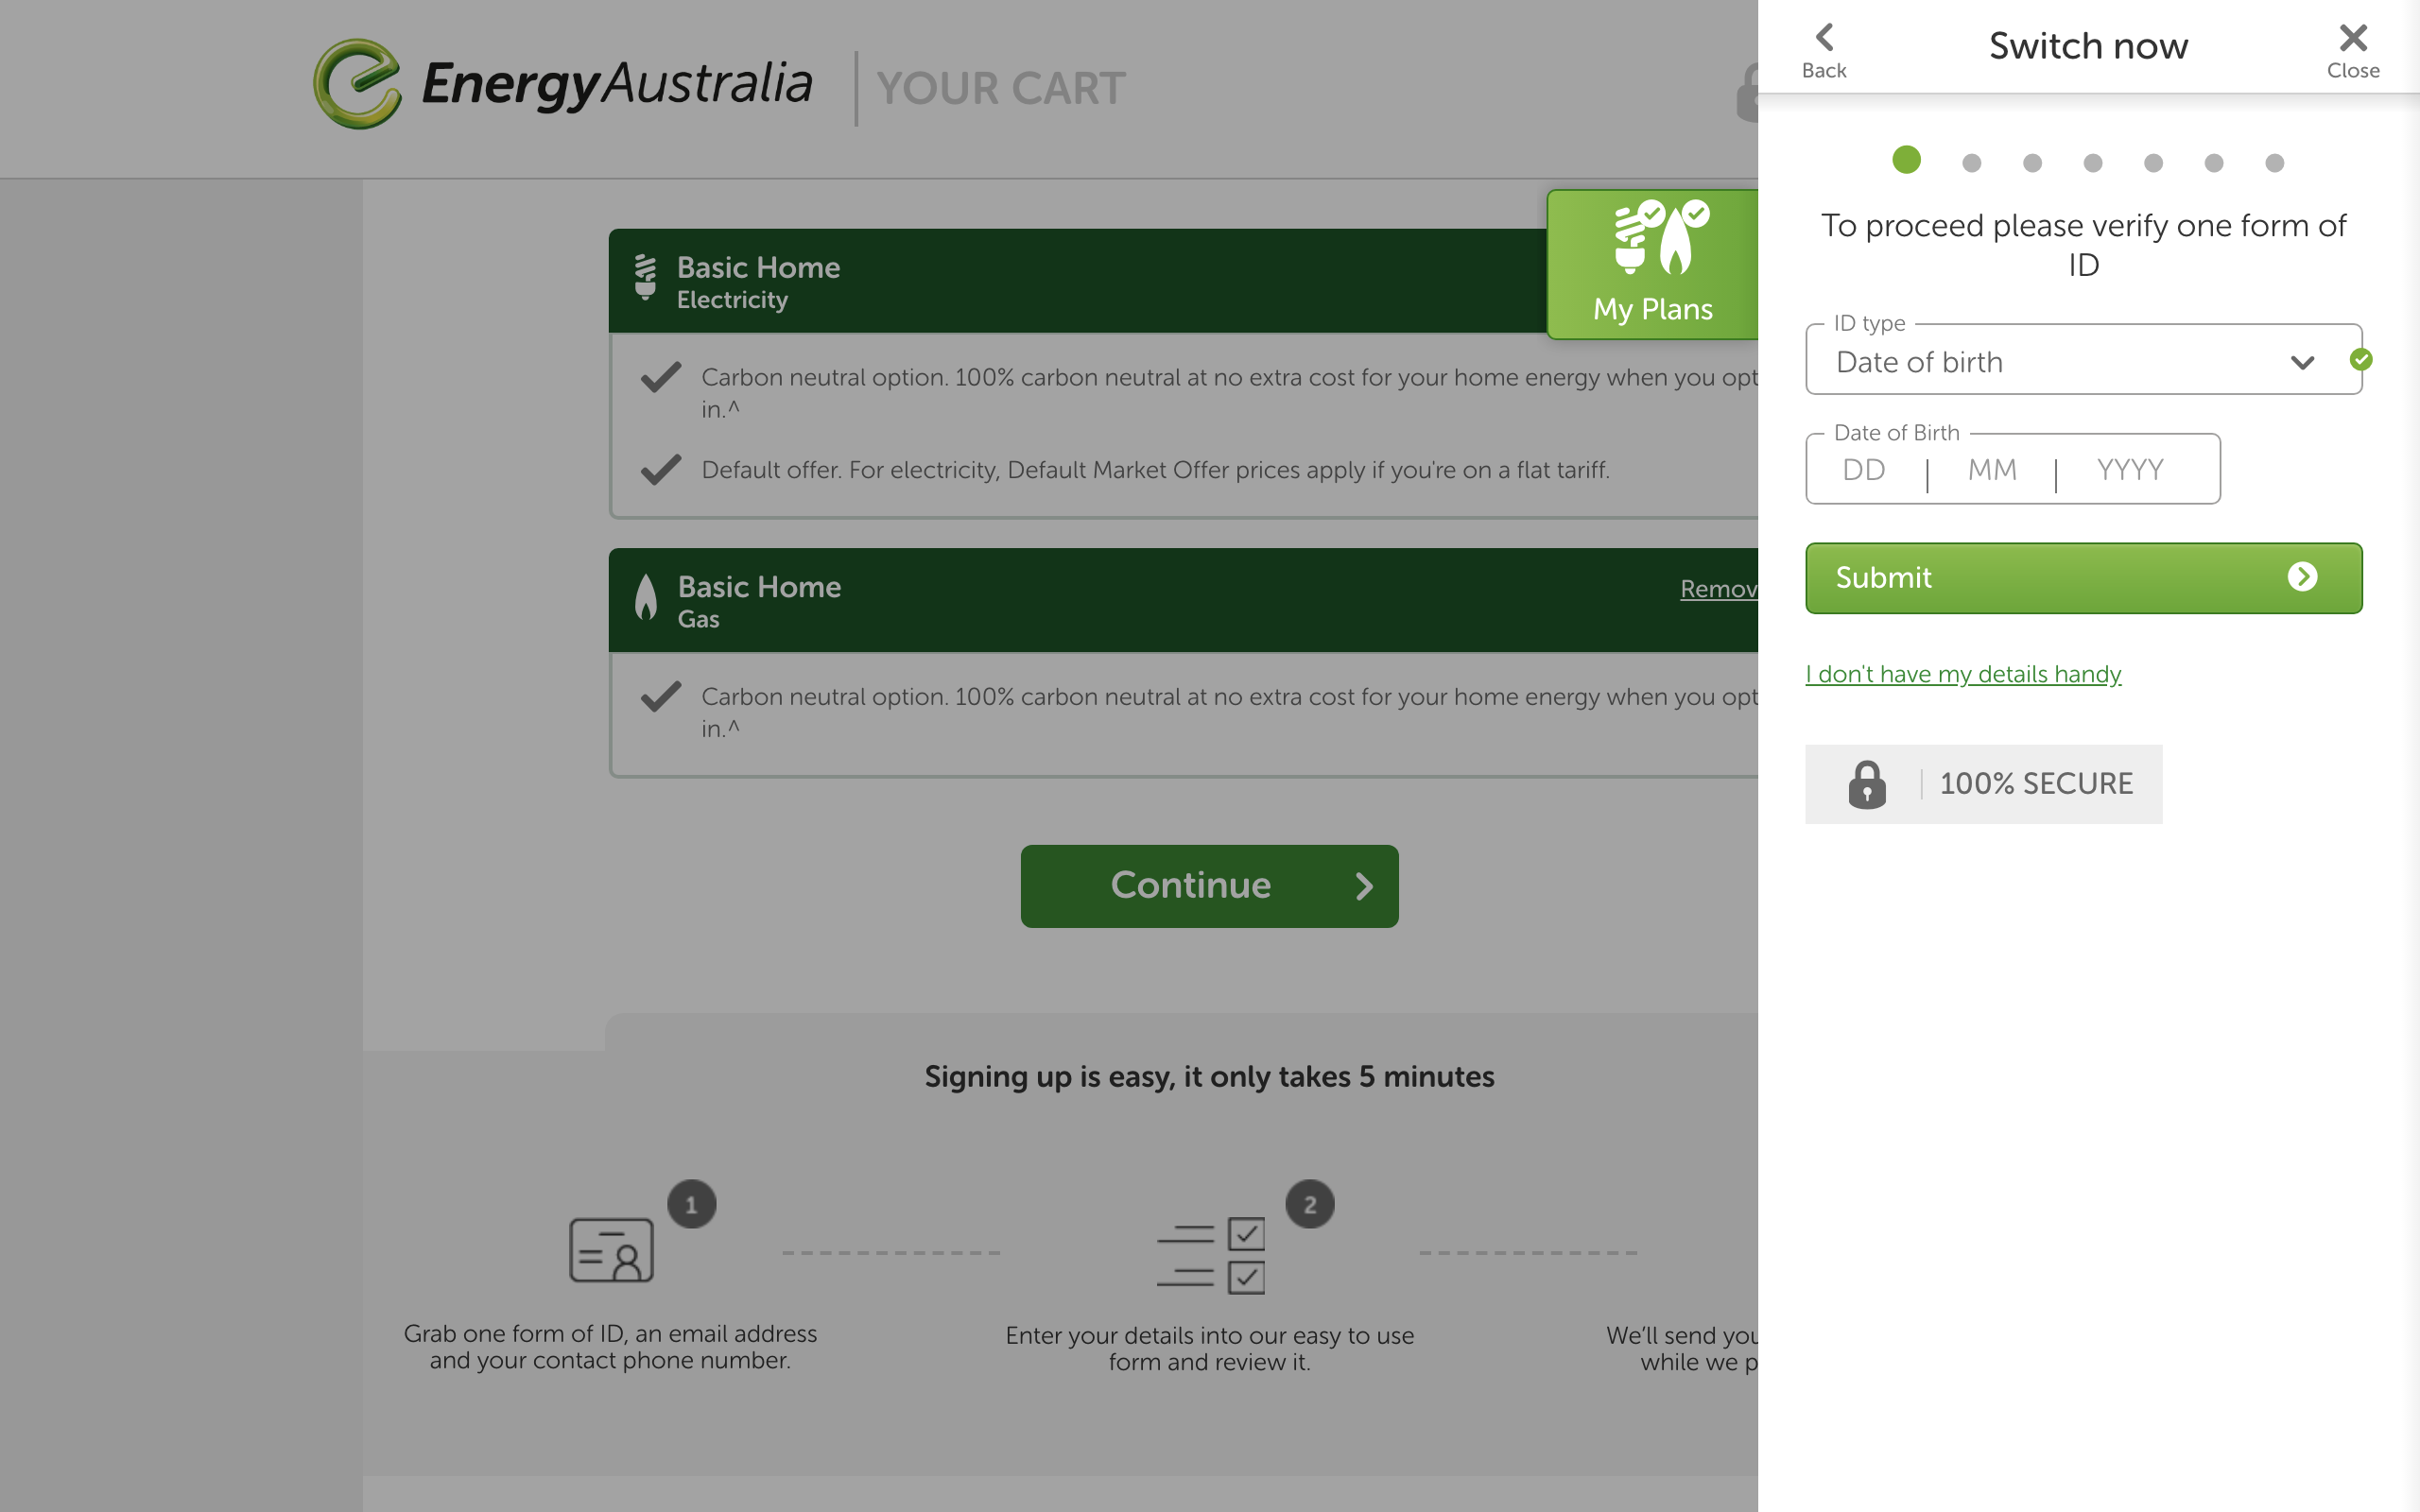 EnergyAustralia
YOUR CART
Basic Home
Electricity
Carbon neutral option. 100% carbon neutral at no extra cost for your home energy when you opt
in.^
Default offer. For electricity, Default Market Offer prices apply if you're on a flat tariff.
My Plans
Basic Home
Gas
Remov
Carbon neutral option. 100% carbon neutral at no extra cost for your home energy when you opt
in.^
Continue
Signing up is easy, it only takes 5 minutes
1
Grab one form of ID, an email address
and your contact phone number.
2
Enter your details into our easy to use
form and review it.
We'll send you
while we p
Back
Switch now
Close
To proceed please verify one form of
ID
ID type
Date of birth
Date of Birth
DD | MM | YYYY
Submit
I don't have my details handy
100% SECURE